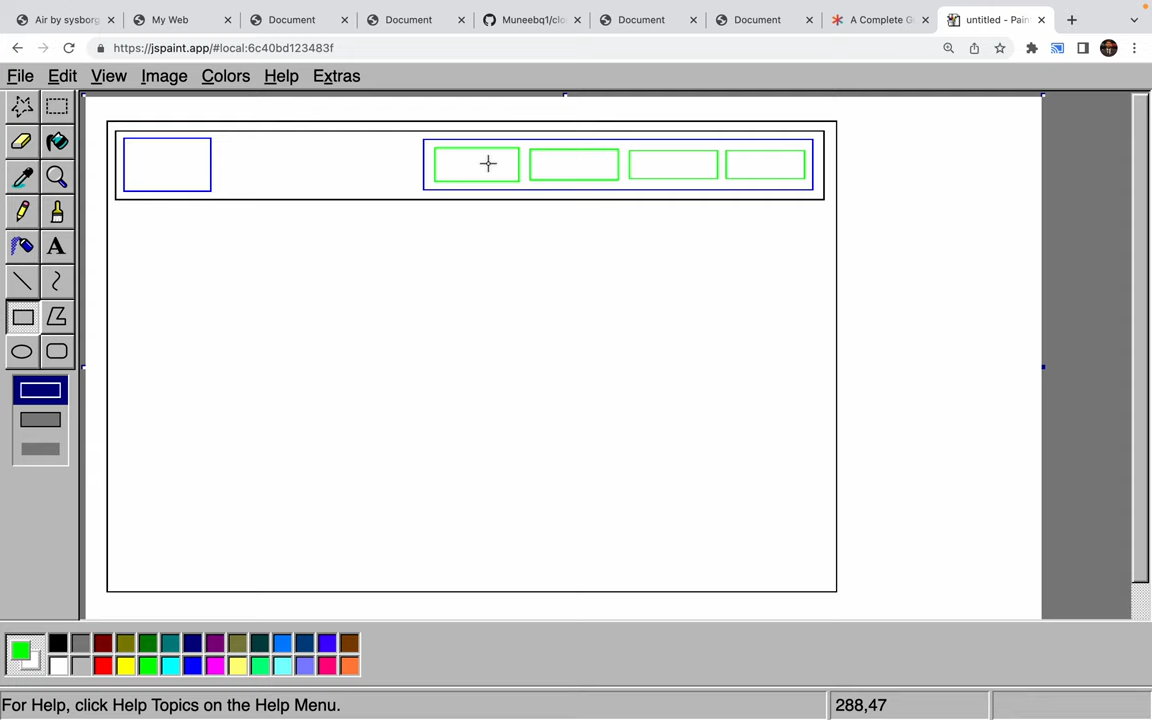 Air by sysborg
My Web
Document
Document
Muneebq1/clo
Document
Document
A Complete G
untitled - Pain
https://jspaint.app/#local:6c40bd123483f
File Edit View Image Colors Help Extras
A
For Help, click Help Topics on the Help Menu.
288,47